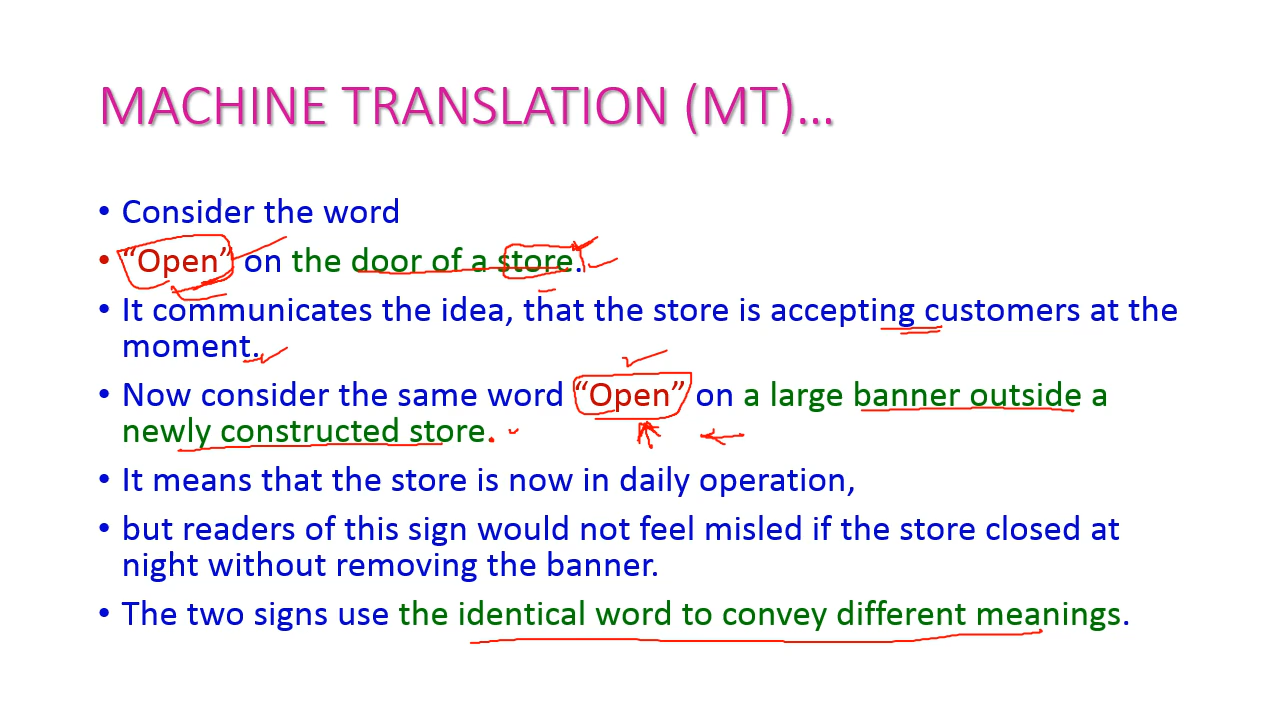 MACHINE TRANSLATION (MT)...
• Consider the word
• “Open” on the door of a store.
• It communicates the idea, that the store is accepting customers at the
moment.
• Now consider the same word “Open” on a large banner outside a
newly constructed store.
• It means that the store is now in daily operation,
• but readers of this sign would not feel misled if the store closed at
night without removing the banner.
• The two signs use the identical word to convey different meanings.